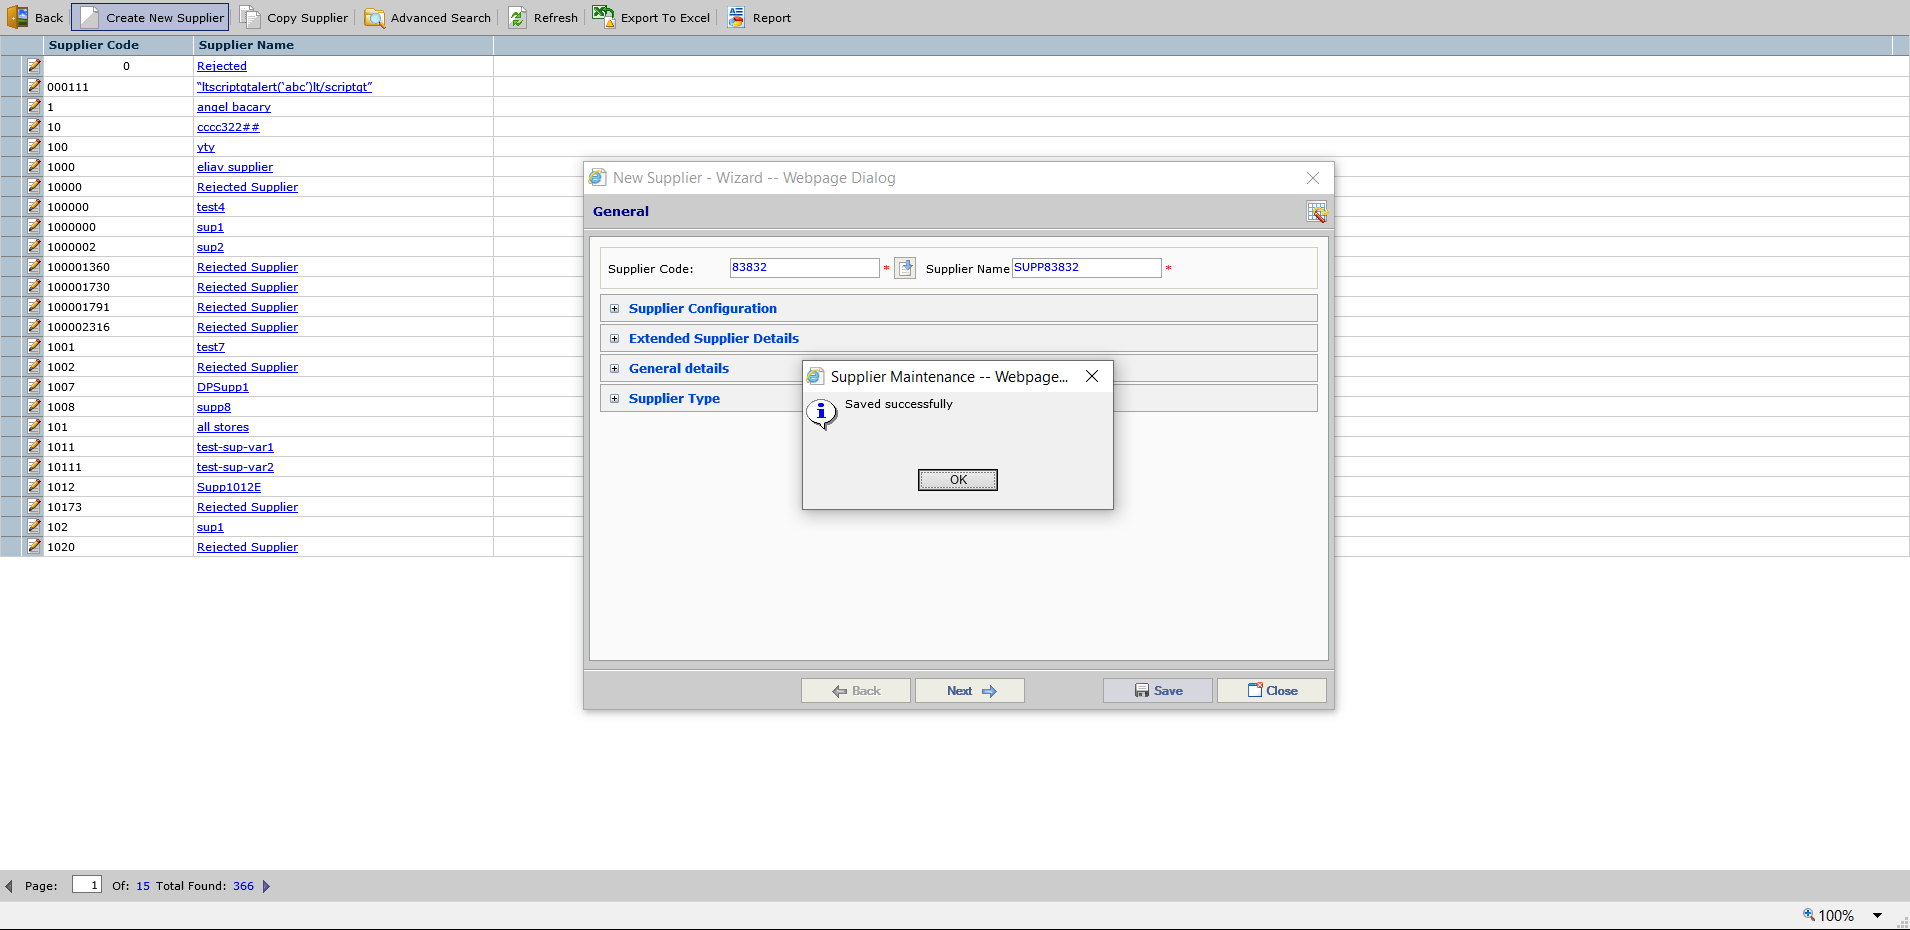 Back Create New Supplier Copy Supplier Advanced Search Refresh Export To Excel Report
Supplier Code Supplier Name
0 Rejected
000111 “ltscriptgtalert(‘abc’)lt/scriptgt”
1 angel bacary
10 cccc322##
100 yty
1000 eliav supplier
10000 Rejected Supplier
100000 test4
1000000 sup1
1000002 sup2
100001360 Rejected Supplier
100001730 Rejected Supplier
100001791 Rejected Supplier
100002316 Rejected Supplier
1001 test7
1002 Rejected Supplier
1007 DPSupp1
1008 supp8
101 all stores
1011 test-sup-var1
10111 test-sup-var2
1012 Supp1012E
10173 Rejected Supplier
102 sup1
1020 Rejected Supplier
New Supplier - Wizard -- Webpage Dialog
General
Supplier Code: 83832 * Supplier Name SUPP83832 *
Supplier Configuration
Extended Supplier Details
General details
Supplier Type
Supplier Maintenance -- Webpage...
Saved successfully
OK
Back Next Save Close
Page: 1 Of: 15 Total Found: 366
100%